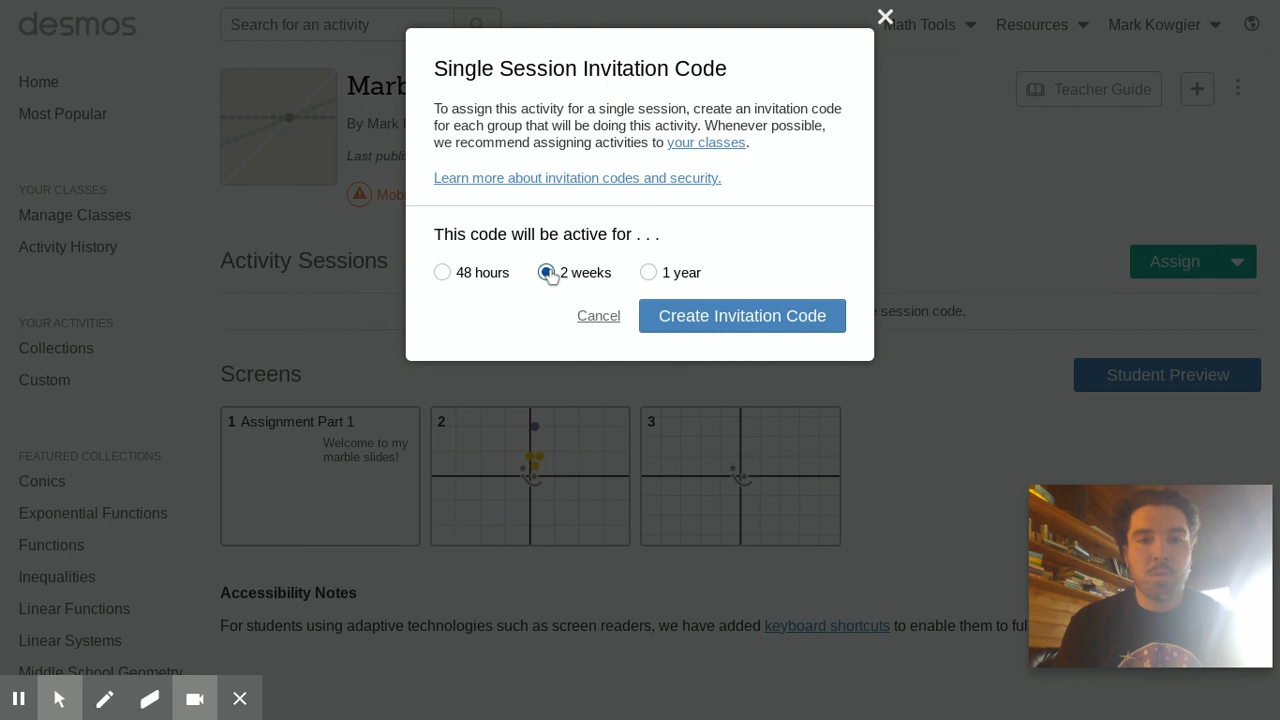 desmos
Search for an activity
Math Tools
Resources
Mark Kowgier
Home
Most Popular
YOUR CLASSES
Manage Classes
Activity History
YOUR ACTIVITIES
Collections
Custom
FEATURED COLLECTIONS
Conics
Exponential Functions
Functions
Inequalities
Linear Functions
Linear Systems
Middle School Geometry
By Mark
Teacher Guide
Single Session Invitation Code
To assign this activity for a single session, create an invitation code
for each group that will be doing this activity. Whenever possible,
we recommend assigning activities to your classes.
Learn more about invitation codes and security.
This code will be active for . . .
48 hours
2 weeks
1 year
Cancel
Create Invitation Code
Activity Sessions
Assign
session code.
Screens
Student Preview
1 Assignment Part 1
Welcome to my
marble slides!
2
3
Accessibility Notes
For students using adaptive technologies such as screen readers, we have added keyboard shortcuts to enable them to